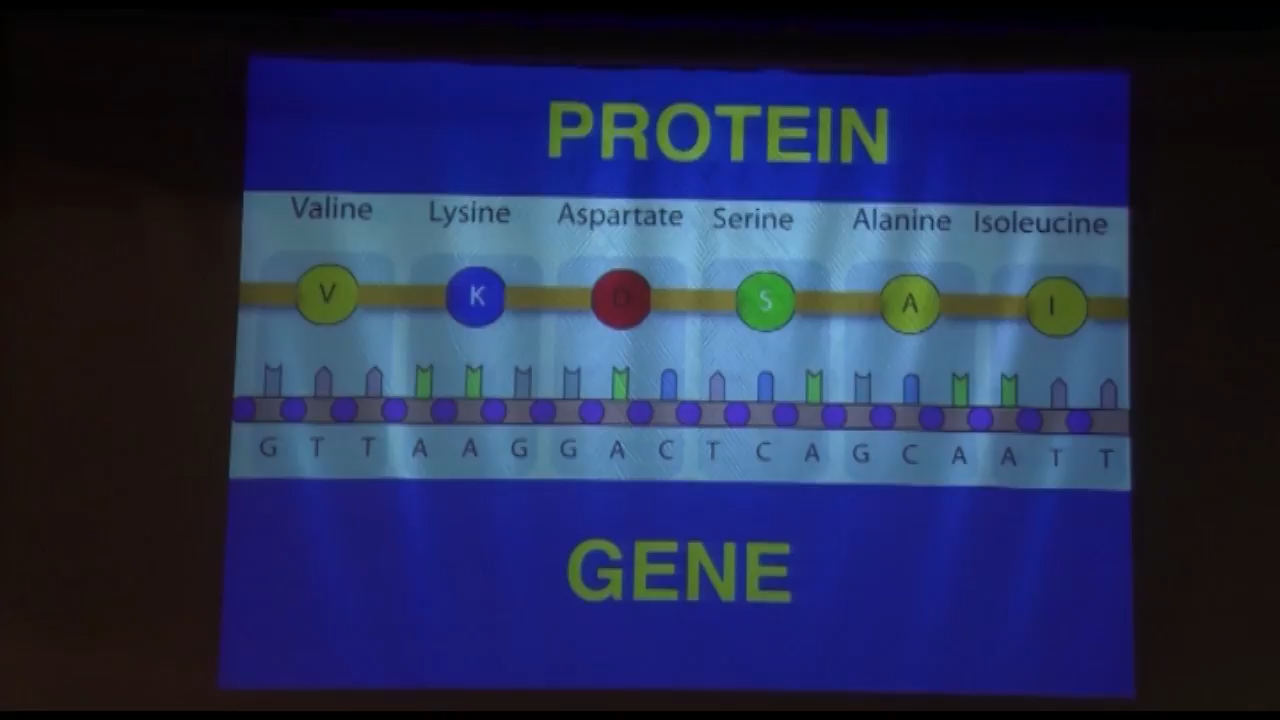 PROTEIN
Valine Lysine Aspartate Serine Alanine Isoleucine
V K D S A I
G T T A A G G A C T C A G C A A T T
GENE